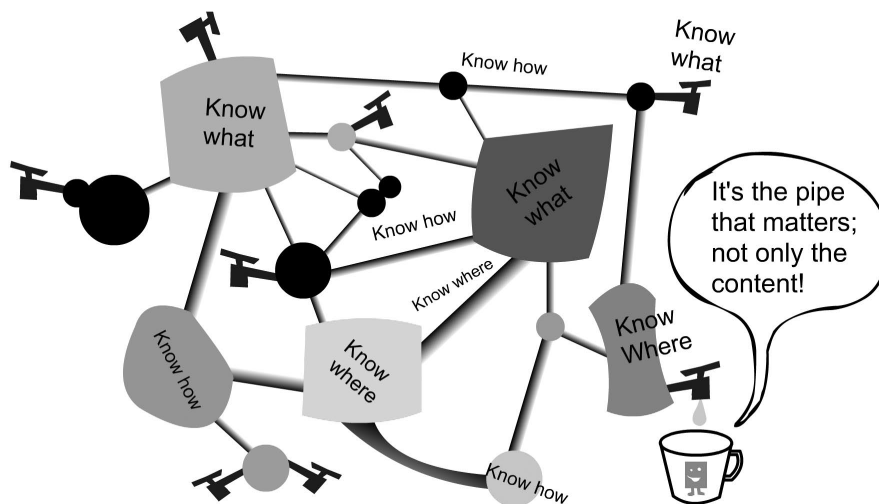 Know
what
Know how
Know
what
Know
what
It's the pipe
that matters;
not only the
content!
Know how
Know where
Know
Where
Know how
Know
where
Know how